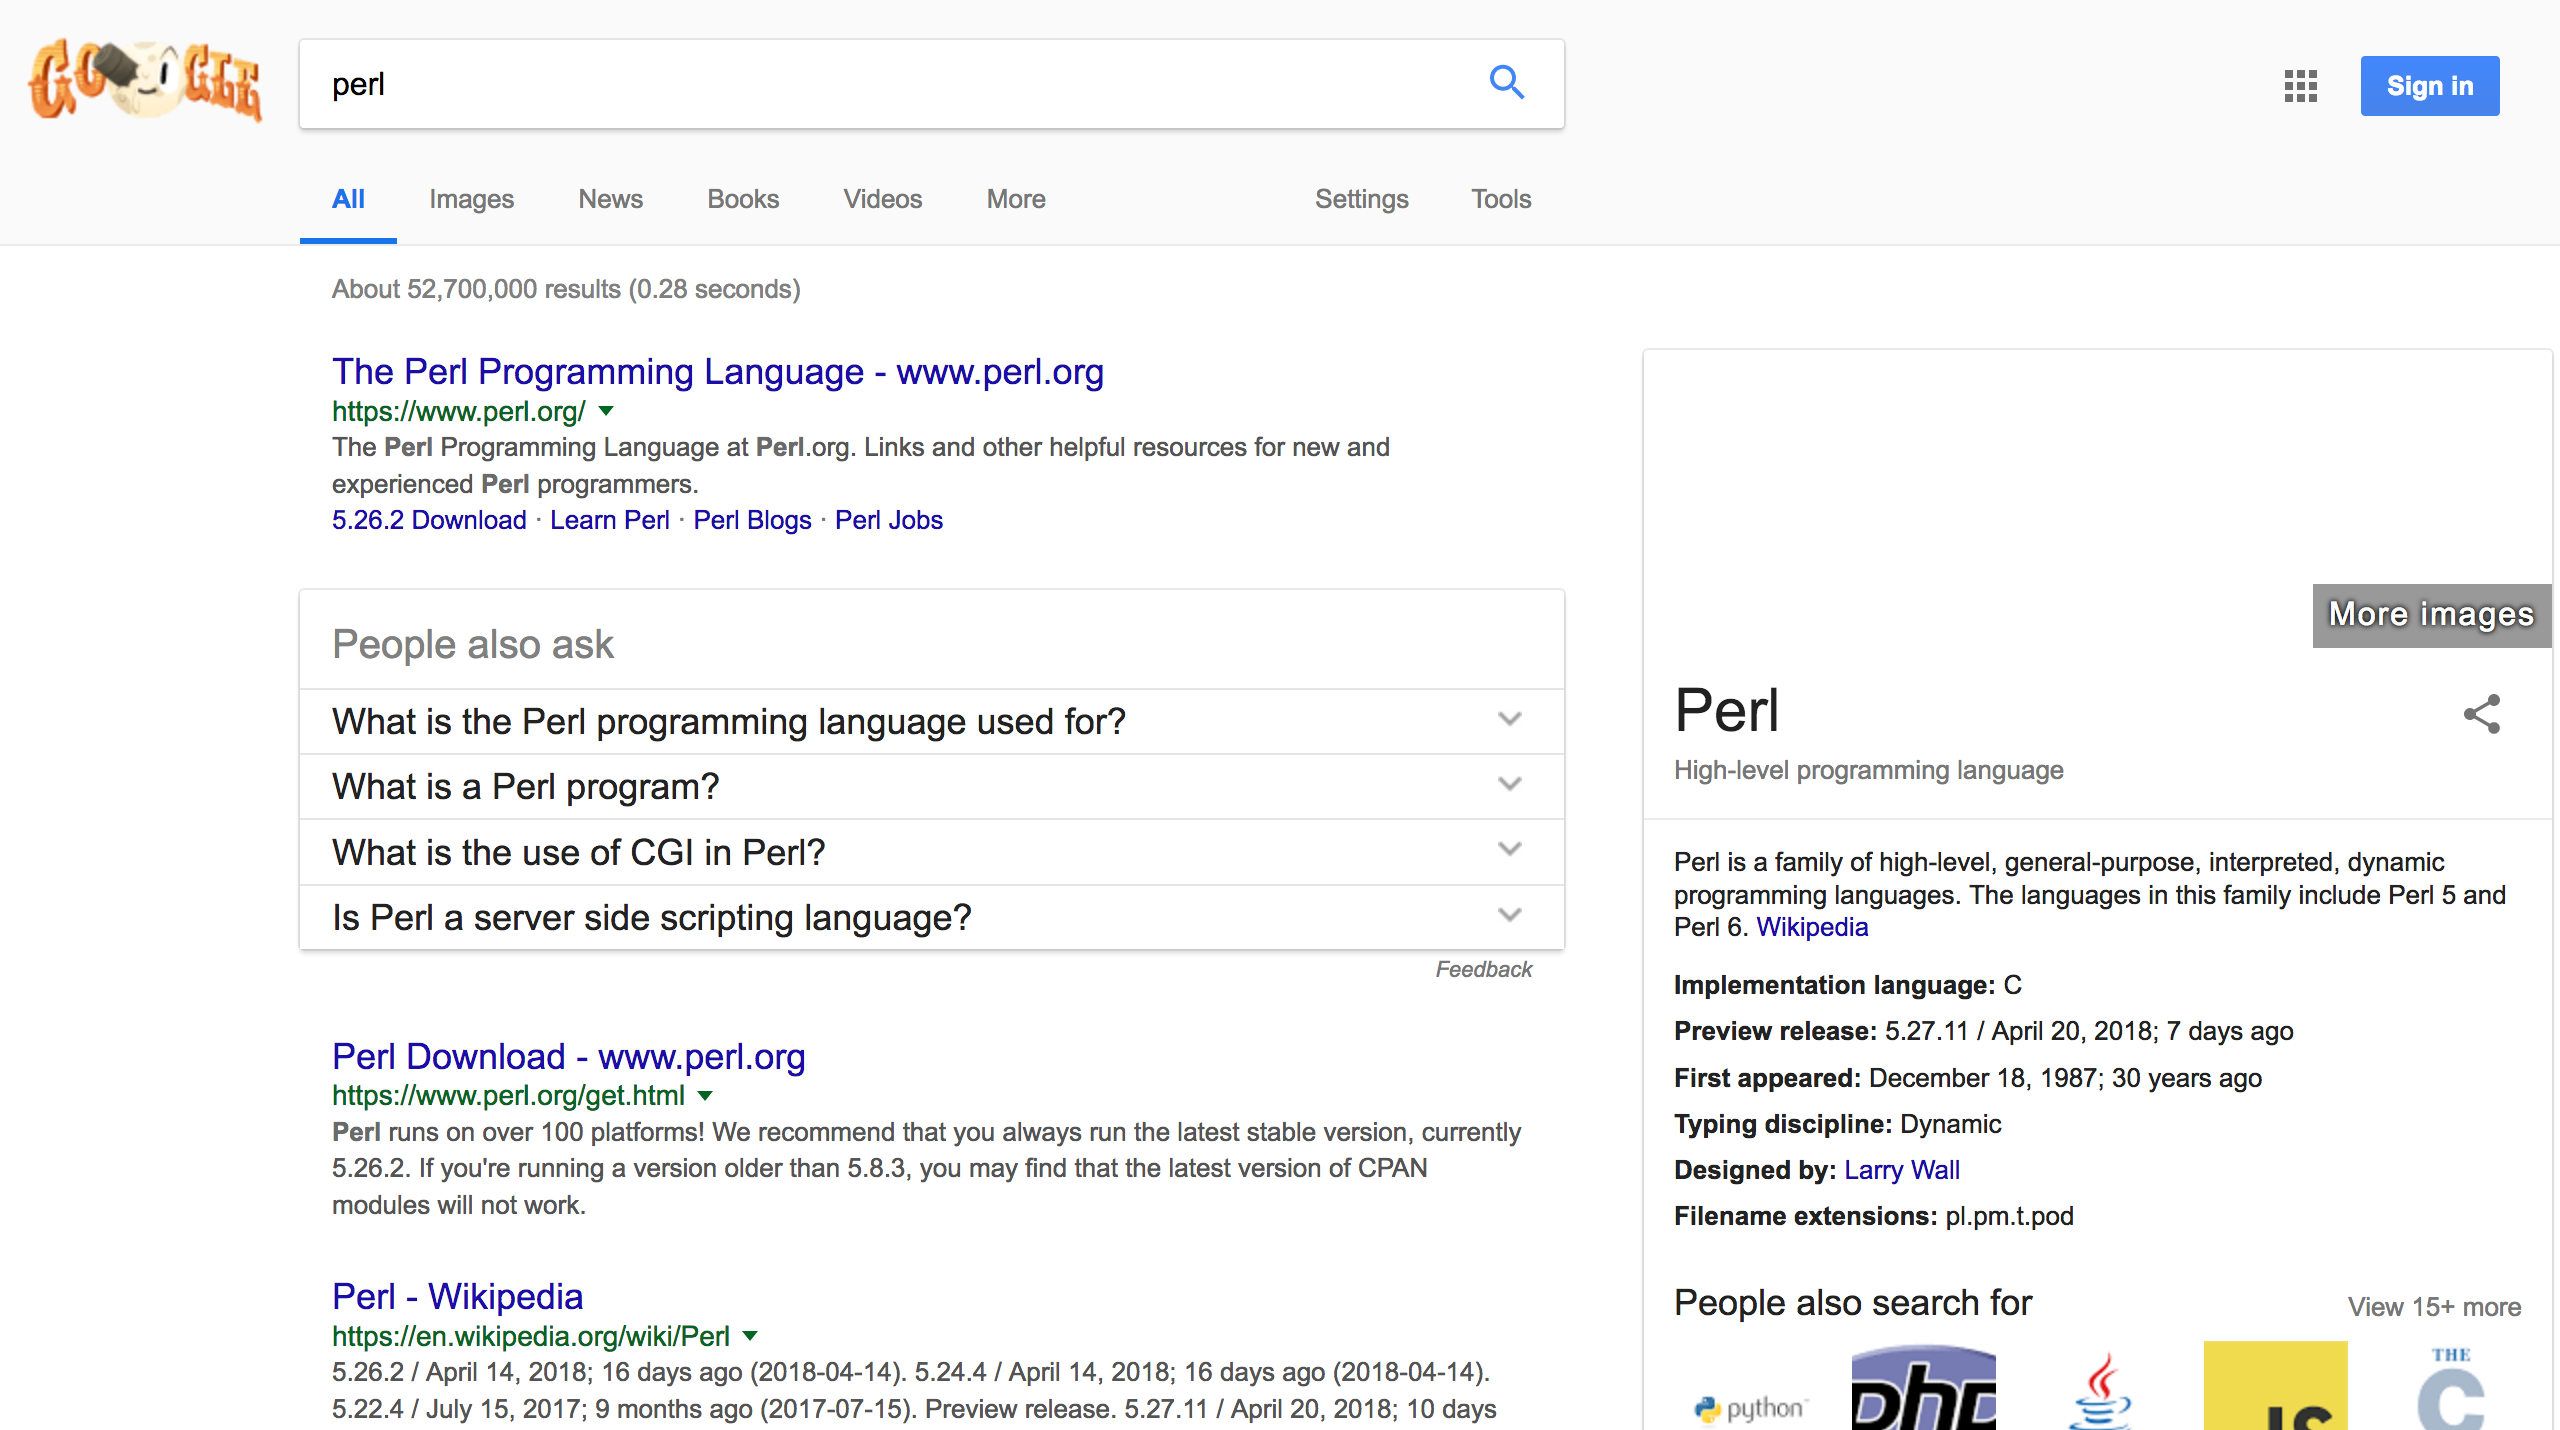 GOOGLE
perl
Sign in
All Images News Books Videos More Settings Tools
About 52,700,000 results (0.28 seconds)
The Perl Programming Language - www.perl.org
https://www.perl.org/
The Perl Programming Language at Perl.org. Links and other helpful resources for new and
experienced Perl programmers.
5.26.2 Download · Learn Perl · Perl Blogs · Perl Jobs
People also ask
What is the Perl programming language used for?
What is a Perl program?
What is the use of CGI in Perl?
Is Perl a server side scripting language?
Feedback
Perl Download - www.perl.org
https://www.perl.org/get.html
Perl runs on over 100 platforms! We recommend that you always run the latest stable version, currently
5.26.2. If you're running a version older than 5.8.3, you may find that the latest version of CPAN
modules will not work.
Perl - Wikipedia
https://en.wikipedia.org/wiki/Perl
5.26.2 / April 14, 2018; 16 days ago (2018-04-14). 5.24.4 / April 14, 2018; 16 days ago (2018-04-14).
5.22.4 / July 15, 2017; 9 months ago (2017-07-15). Preview release. 5.27.11 / April 20, 2018; 10 days
More images
Perl
High-level programming language
Perl is a family of high-level, general-purpose, interpreted, dynamic
programming languages. The languages in this family include Perl 5 and
Perl 6. Wikipedia
Implementation language: C
Preview release: 5.27.11 / April 20, 2018; 7 days ago
First appeared: December 18, 1987; 30 years ago
Typing discipline: Dynamic
Designed by: Larry Wall
Filename extensions: pl.pm.t.pod
People also search for
View 15+ more
python
php
JS
THE
C